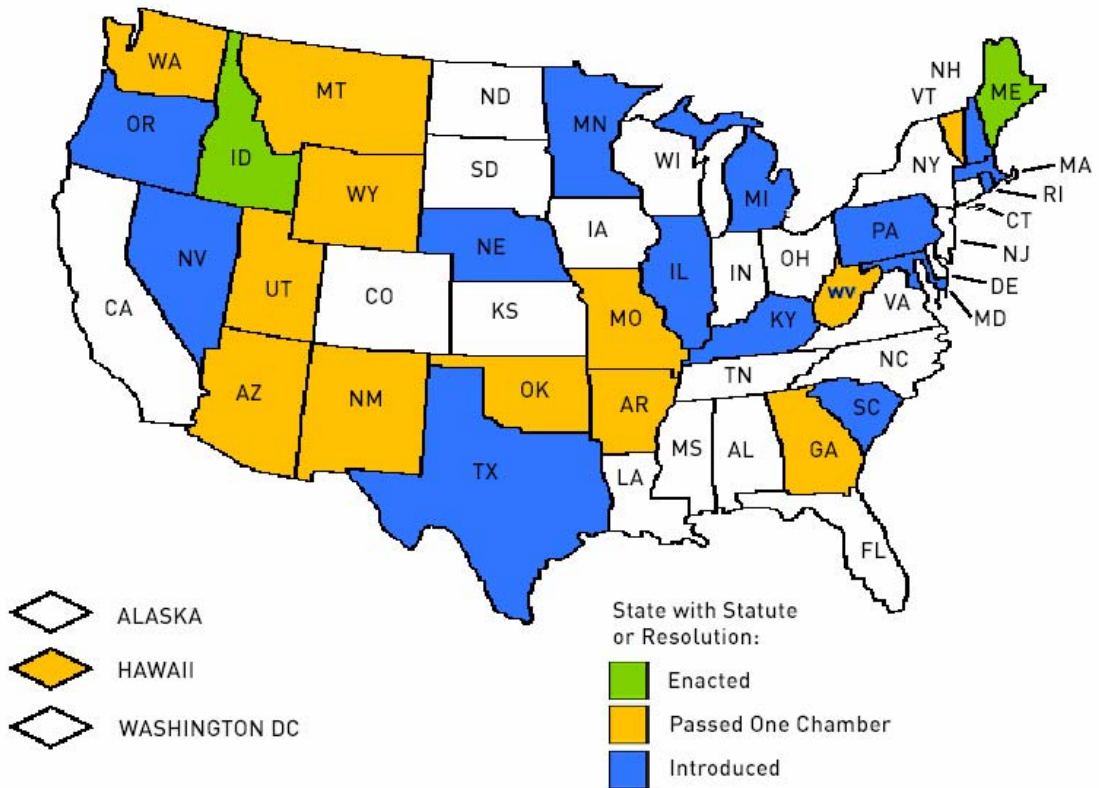 WA
MT
ND
MN
NH
VT
ME
OR
ID
SD
WI
NY
MA
WY
MI
RI
CT
NV
NE
IA
PA
NJ
UT
CO
IL
IN
OH
DE
CA
KS
MO
KY
WV
VA
MD
AZ
NM
OK
AR
TN
NC
SC
TX
MS
AL
GA
LA
FL
ALASKA
HAWAII
WASHINGTON DC
State with Statute
or Resolution:
Enacted
Passed One Chamber
Introduced